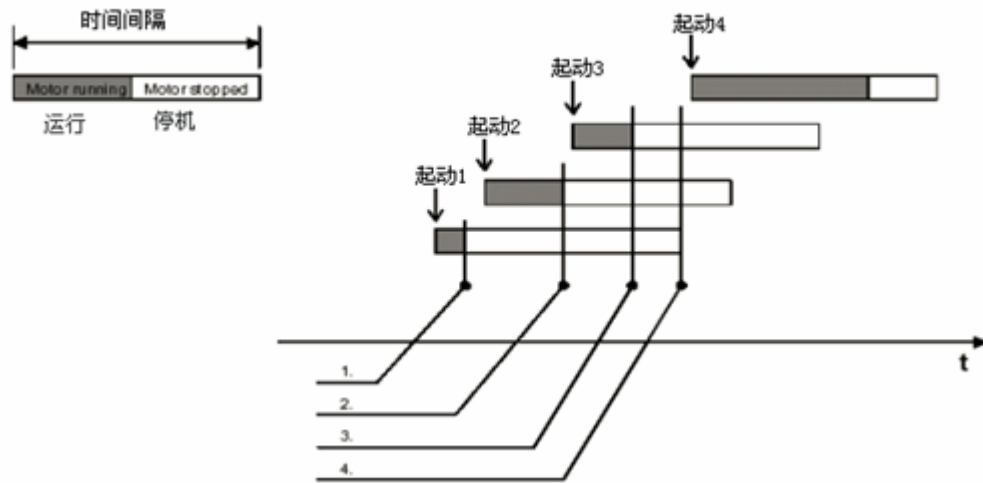 时间间隔
Motor running Motor stopped
运行 停机
起动4
起动3
起动2
起动1
t
1.
2.
3.
4.